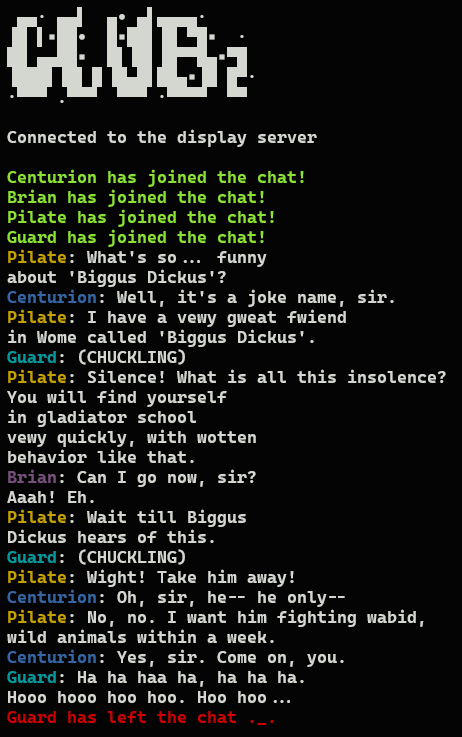 Connected to the display server
Centurion has joined the chat!
Brian has joined the chat!
Pilate has joined the chat!
Guard has joined the chat!
Pilate: What's so... funny
about 'Biggus Dickus'?
Centurion: Well, it's a joke name, sir.
Pilate: I have a vewy gweat fwiend
in Wome called 'Biggus Dickus'.
Guard: (CHUCKLING)
Pilate: Silence! What is all this insolence?
You will find yourself
in gladiator school
vewy quickly, with wotten
behavior like that.
Brian: Can I go now, sir?
Aaah! Eh.
Pilate: Wait till Biggus
Dickus hears of this.
Guard: (CHUCKLING)
Pilate: Wight! Take him away!
Centurion: Oh, sir, he-- he only--
Pilate: No, no. I want him fighting wabid,
wild animals within a week.
Centurion: Yes, sir. Come on, you.
Guard: Ha ha haa ha, ha ha ha.
Hooo hooo hoo hoo. Hoo hoo...
Guard has left the chat ._.